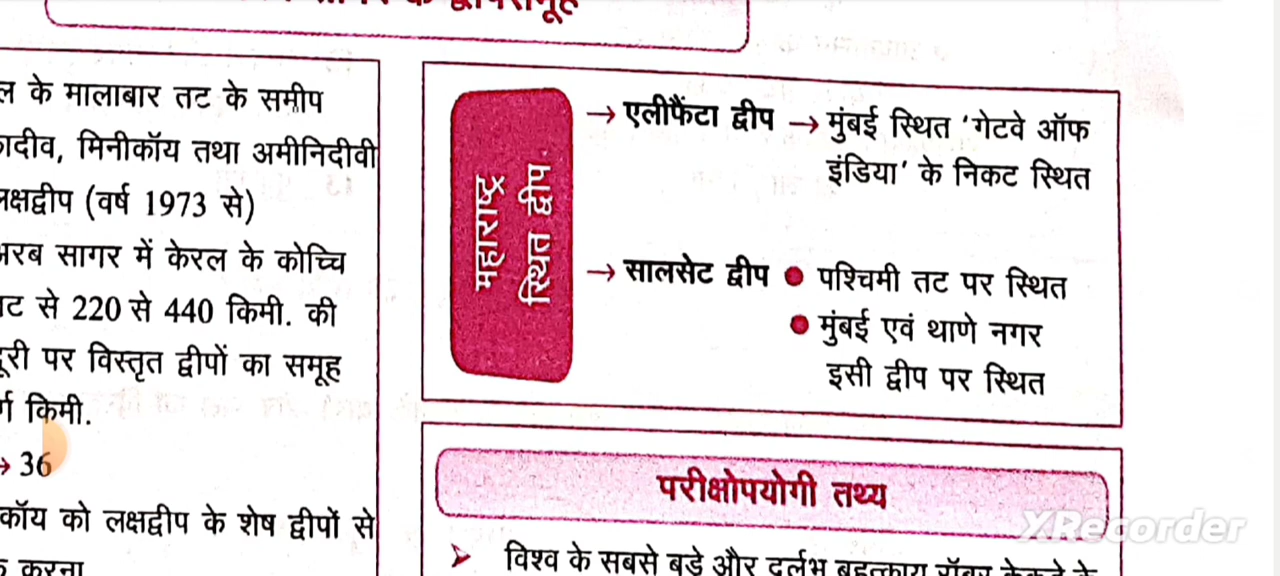 के मालाबार तट के समीप
मिनीकॉय तथा अमीनिदीवी
(वर्ष 1973 से)
सागर में केरल के कोच्चि
से 220 से 440 किमी. की
पर विस्तृत द्वीपों का समूह
किमी.
→ 36
को लक्षद्वीप के शेष द्वीपों से
करना
महाराष्ट्र
स्थित द्वीप
→ एलीफैंटा द्वीप → मुंबई स्थित 'गेटवे ऑफ
इंडिया' के निकट स्थित
→ सालसेट द्वीप ● पश्चिमी तट पर स्थित
● मुंबई एवं थाणे नगर
इसी द्वीप पर स्थित
परीक्षोपयोगी तथ्य
➤ विश्व के सबसे बड़े और दुर्लभ
XRecorder